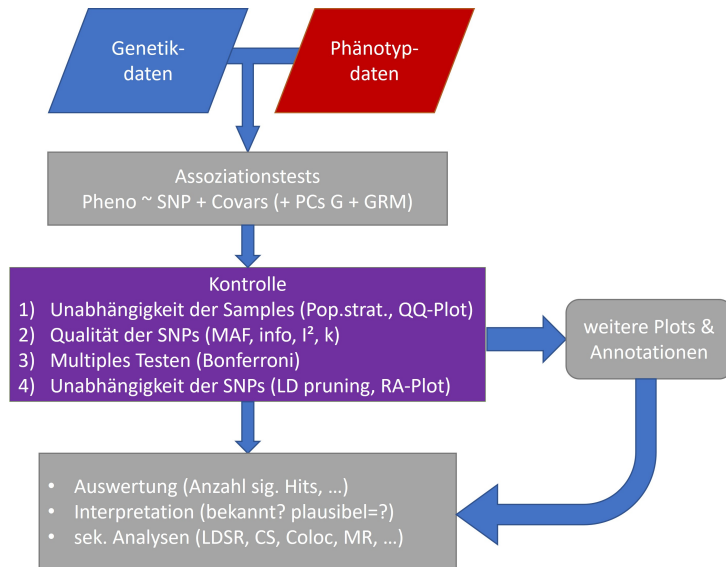 Genetik-
daten
Phänotyp-
daten
Assoziationstests
Pheno ~ SNP + Covars (+ PCs G + GRM)
Kontrolle
1) Unabhängigkeit der Samples (Pop.strat., QQ-Plot)
2) Qualität der SNPs (MAF, info, I², k)
3) Multiples Testen (Bonferroni)
4) Unabhängigkeit der SNPs (LD pruning, RA-Plot)
weitere Plots &
Annotationen
• Auswertung (Anzahl sig. Hits, …)
• Interpretation (bekannt? plausibel=?)
• sek. Analysen (LDSR, CS, Coloc, MR, …)